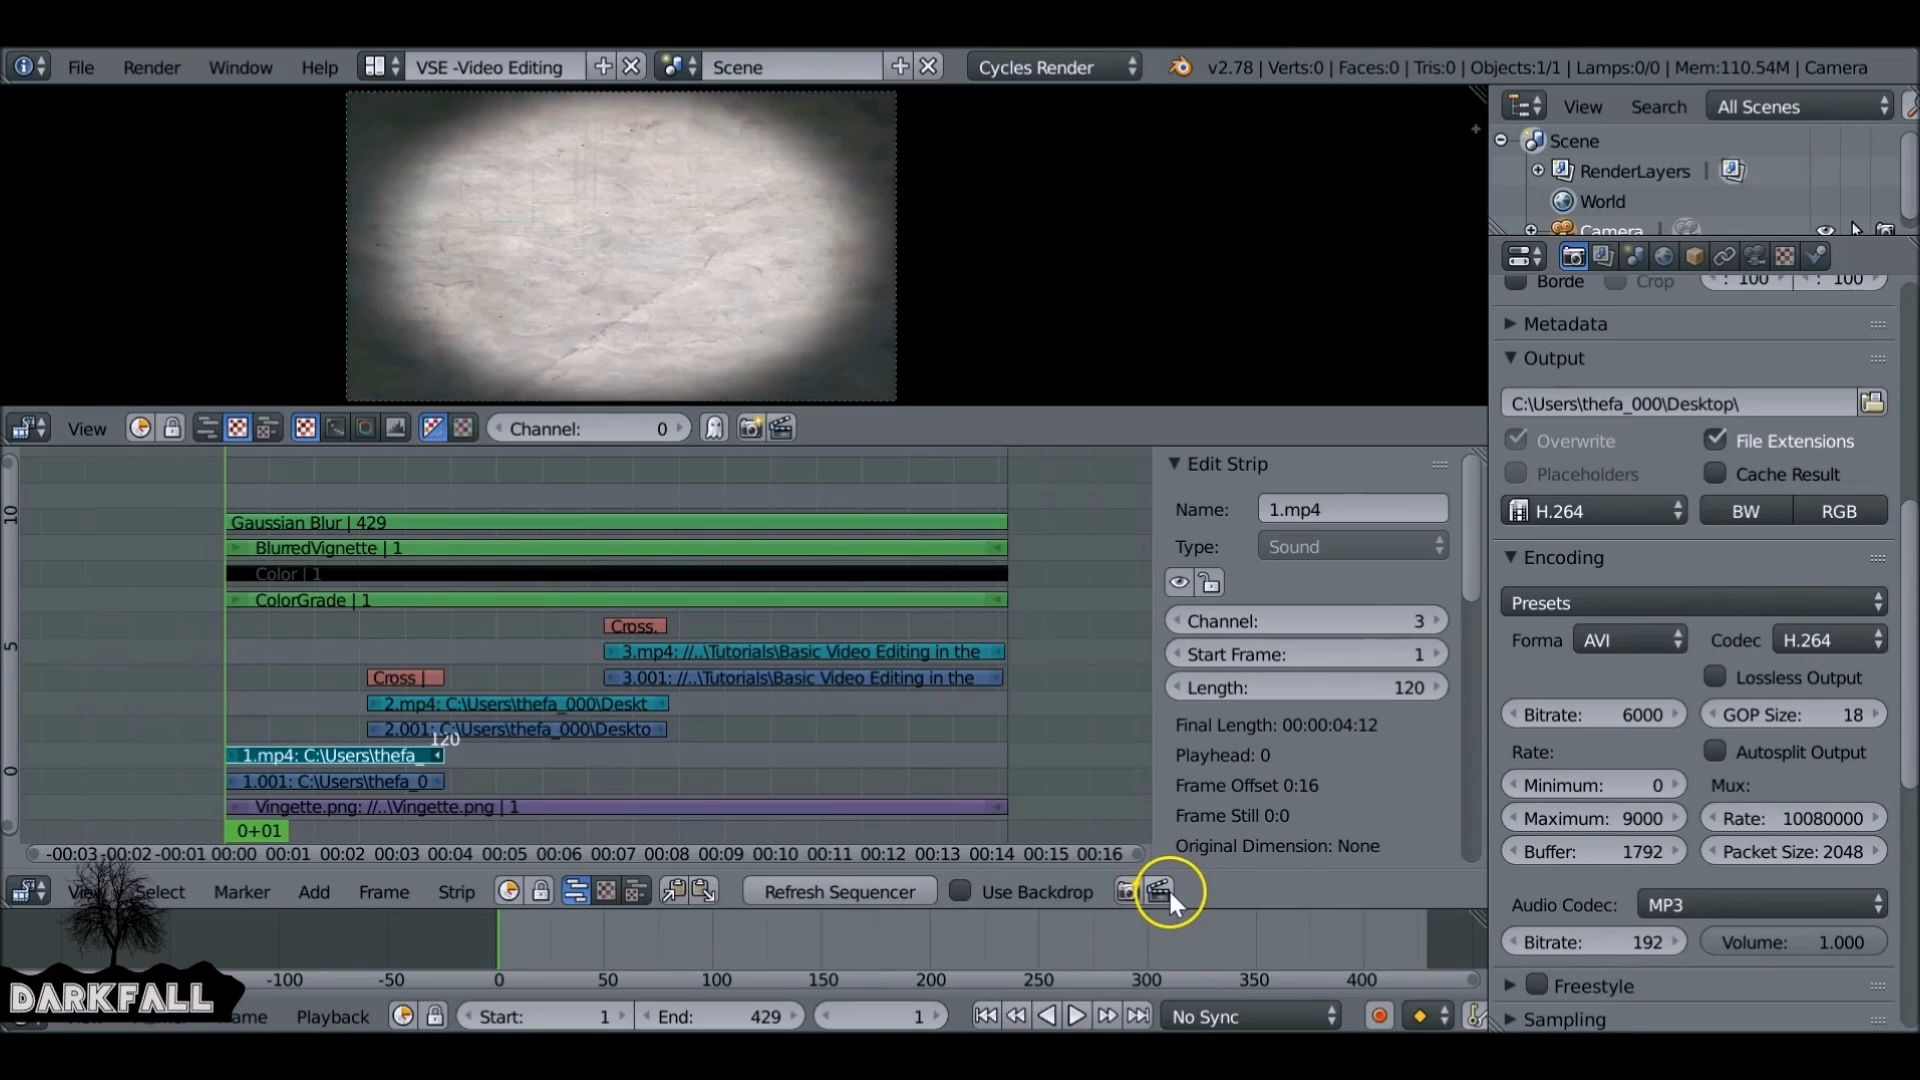 File Render Window Help VSE -Video Editing Scene Cycles Render v2.78 | Verts:0 | Faces:0 | Tris:0 | Objects:1/1 | Lamps:0/0 | Mem:110.54M | Camera
View Search All Scenes
Scene
RenderLayers |
World
Camera |
Borde Crop : 100 : 100
Metadata
Output
C:\Users\thefa_000\Desktop\
Overwrite File Extensions
Placeholders Cache Result
H.264 BW RGB
Encoding
Presets
Forma AVI Codec H.264
Lossless Output
Bitrate: 6000 GOP Size: 18
Rate: Autosplit Output
Minimum: 0 Mux:
Maximum: 9000 Rate: 10080000
Buffer: 1792 Packet Size: 2048
Audio Codec: MP3
Bitrate: 192 Volume: 1.000
Freestyle
Sampling
View Channel: 0
10
5
0
Gaussian Blur | 429
BlurredVignette | 1
Color | 1
ColorGrade | 1
Cross.
3.mp4: //..\Tutorials\Basic Video Editing in the
Cross |
3.001: //..\Tutorials\Basic Video Editing in the
2.mp4: C:\Users\thefa_000\Deskt
2.001: C:\Users\thefa_000\Deskto
120
1.mp4: C:\Users\thefa_
1.001: C:\Users\thefa_0
Vingette.png: //..\Vingette.png | 1
0+01
-00:03 -00:02 -00:01 00:00 00:01 00:02 00:03 00:04 00:05 00:06 00:07 00:08 00:09 00:10 00:11 00:12 00:13 00:14 00:15 00:16
Edit Strip
Name: 1.mp4
Type: Sound
Channel: 3
Start Frame: 1
Length: 120
Final Length: 00:00:04:12
Playhead: 0
Frame Offset 0:16
Frame Still 0:0
Original Dimension: None
Select Marker Add Frame Strip Refresh Sequencer Use Backdrop
-100 -50 0 50 100 150 200 250 300 350 400
DARKFALL
Playback Start: 1 End: 429 1 No Sync